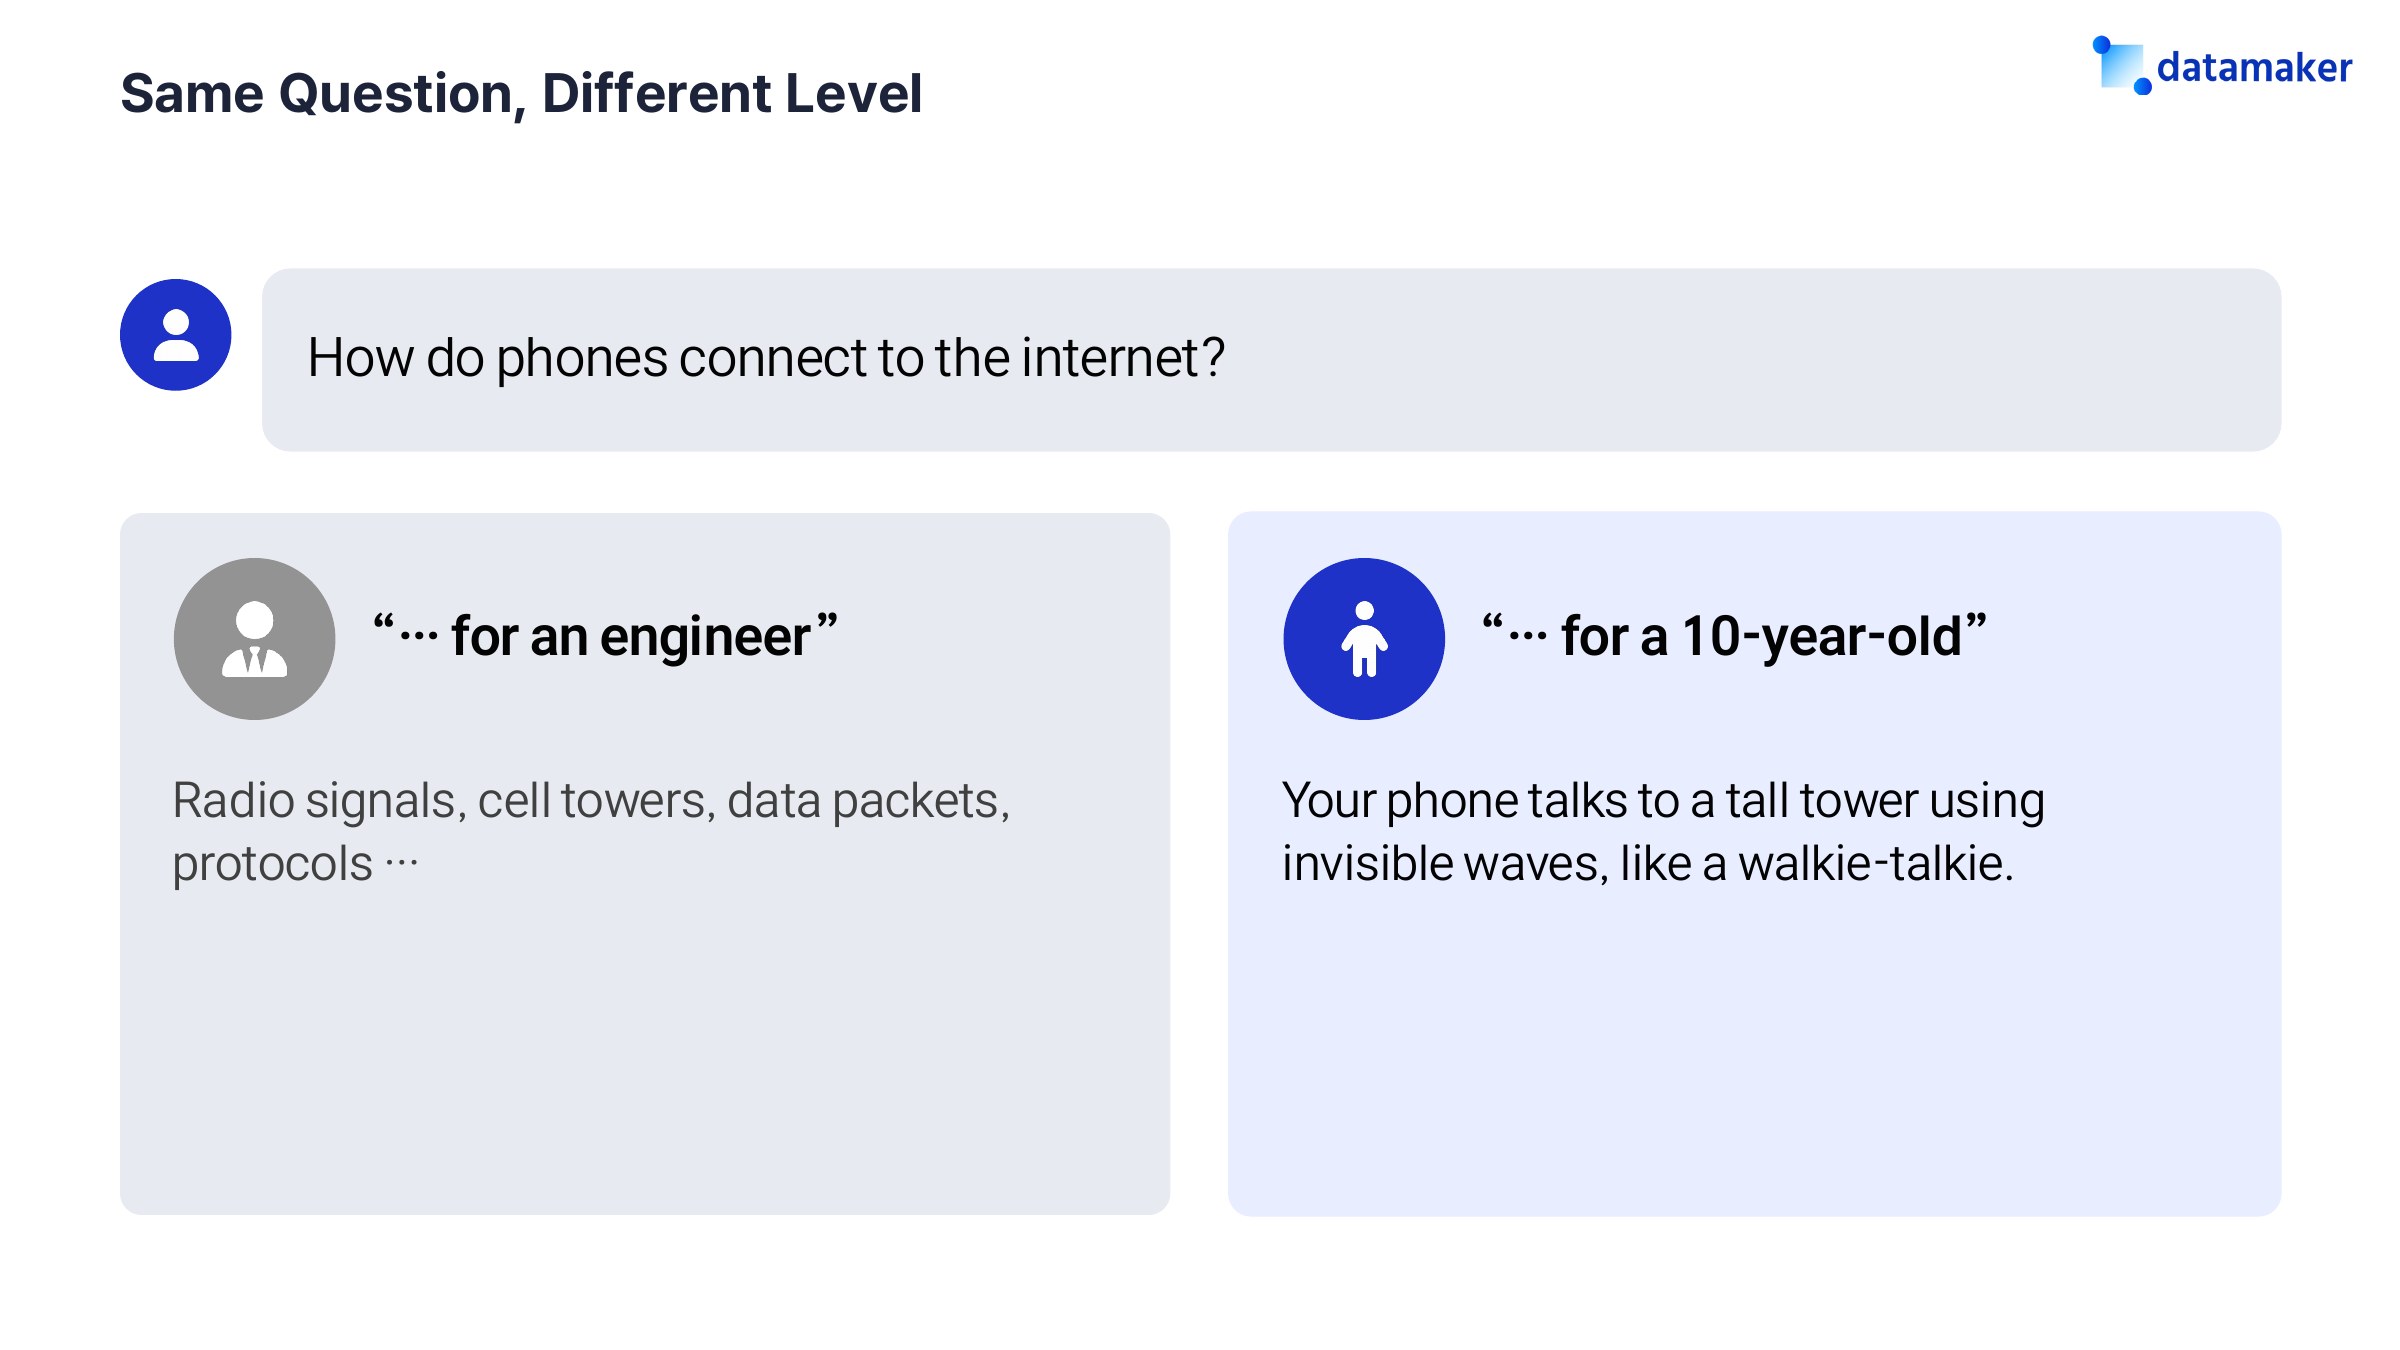 Same Question, Different Level
datamaker
How do phones connect to the internet?
“··· for an engineer”
Radio signals, cell towers, data packets,
protocols ···
“··· for a 10-year-old”
Your phone talks to a tall tower using
invisible waves, like a walkie-talkie.